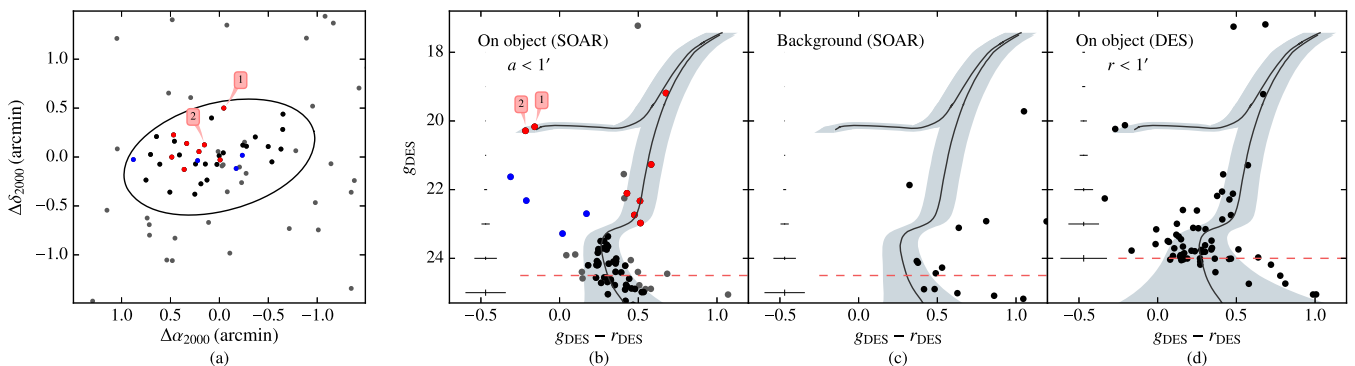 1.0
0.5
0.0
−0.5
−1.0
Δδ2000 (arcmin)
1
2
1.0 0.5 0.0 −0.5 −1.0
Δα2000 (arcmin)
(a)
18
20
22
24
gDES
On object (SOAR)
a < 1′
2 1
−0.5 0.0 0.5 1.0
gDES − rDES
(b)
Background (SOAR)
−0.5 0.0 0.5 1.0
gDES − rDES
(c)
On object (DES)
r < 1′
−0.5 0.0 0.5 1.0
gDES − rDES
(d)